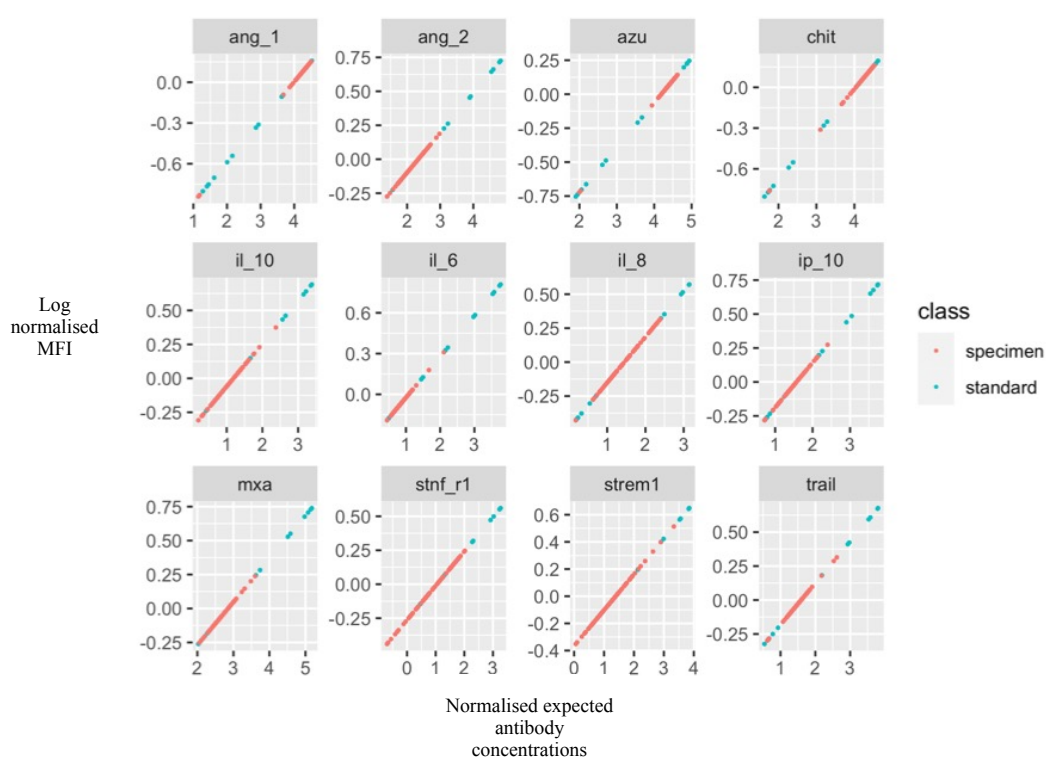 ang_1 ang_2 azu chit
0.0 0.75 0.25 0.0
-0.3 0.50 0.00 -0.3
-0.6 0.25 -0.25 -0.6
0.00 -0.50
-0.25 -0.75
1 2 3 4 2 3 4 2 3 4 5 2 3 4
il_10 il_6 il_8 ip_10
0.50 0.6 0.50 0.75
0.25 0.3 0.25 0.50
0.00 0.0 0.00 0.25
-0.25 -0.25 0.00
-0.25
1 2 3 1 2 3 1 2 3 1 2 3
Log
normalised
MFI
class
specimen
standard
mxa stnf_r1 strem1 trail
0.75 0.50 0.6 0.50
0.50 0.25 0.4 0.25
0.25 0.00 0.2 0.00
0.00 -0.25 0.0 -0.25
-0.25 -0.2
-0.4
2 3 4 5 0 1 2 3 0 1 2 3 4 1 2 3
Normalised expected
antibody
concentrations